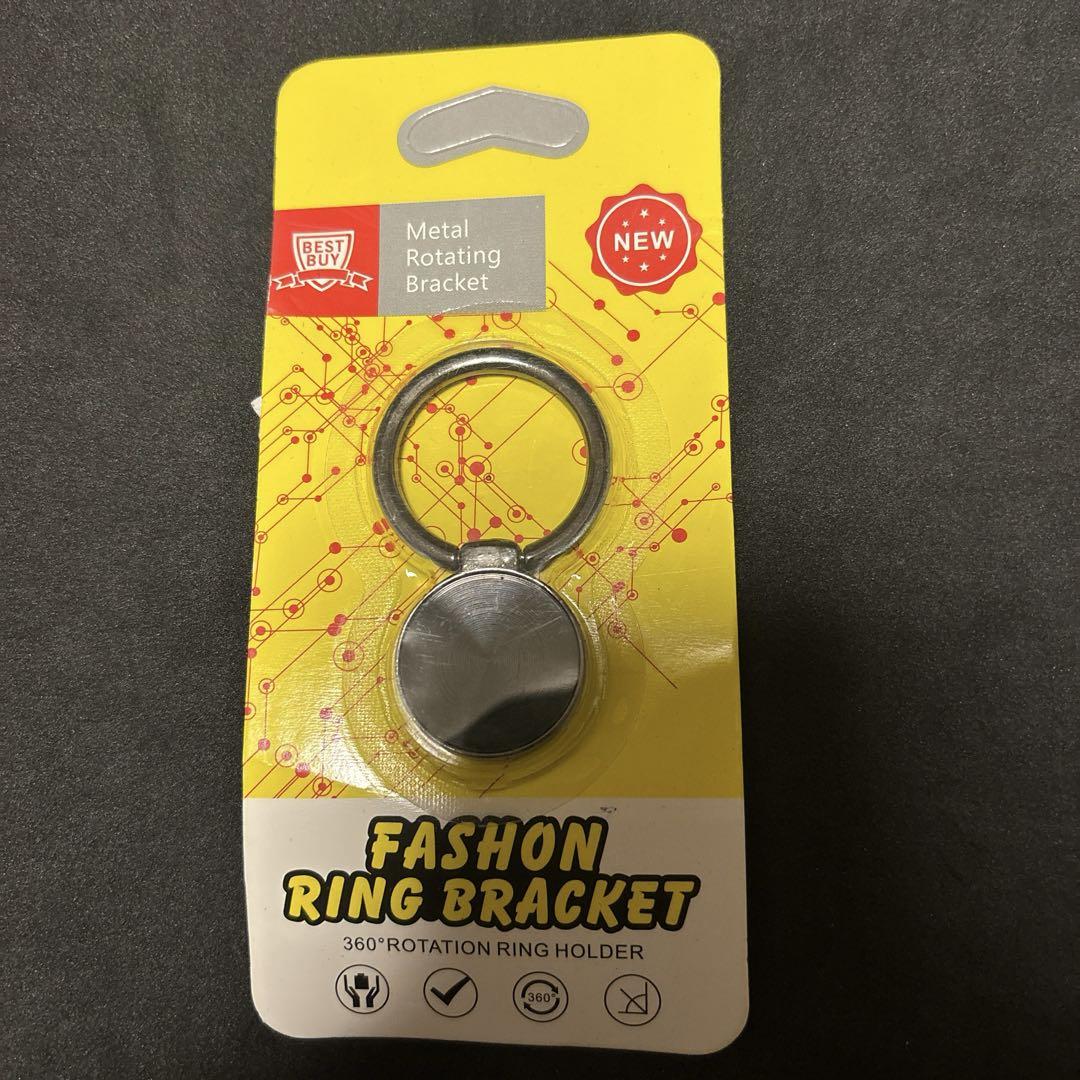 BEST
BUY
Metal
Rotating
Bracket
NEW
FASHON
RING BRACKET
360°ROTATION RING HOLDER
360°